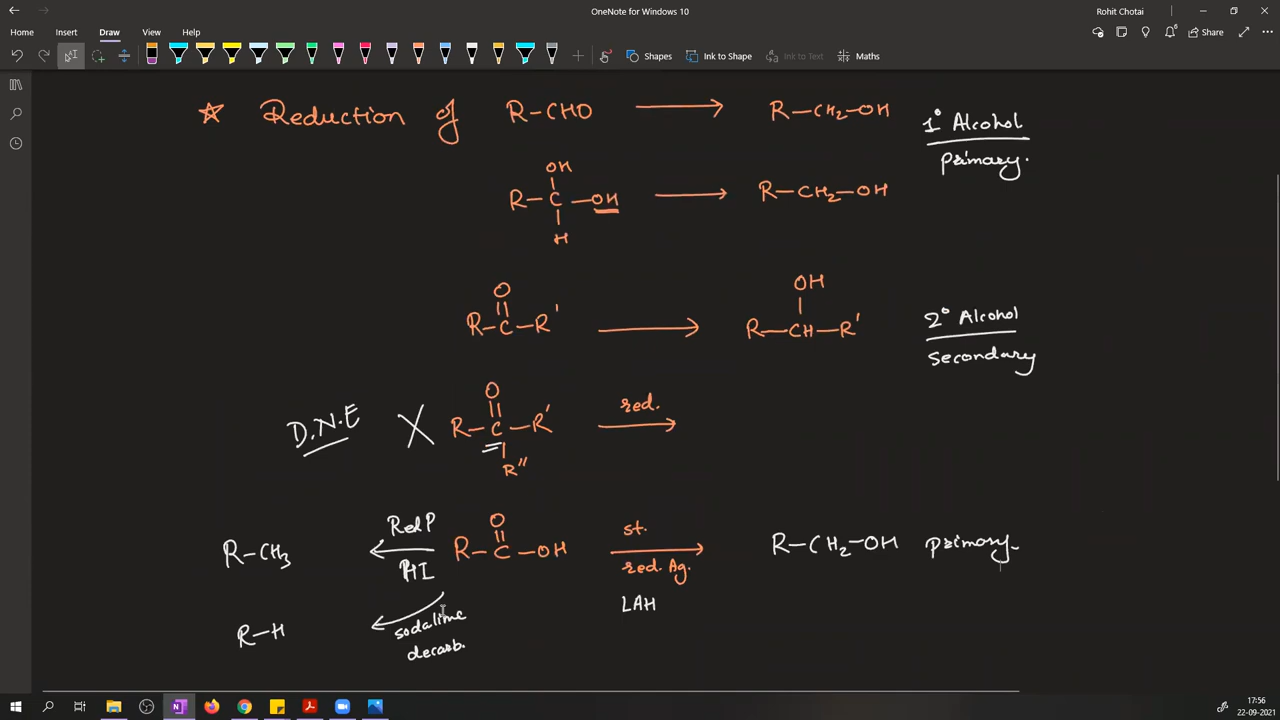 OneNote for Windows 10
Rohit Chotai
Home Insert Draw View Help
Shapes Ink to Shape Ink to Text Maths Share
☆ Reduction of R-CHO ⟶ R-CH2-OH 1° Alcohol
primary.
OH
R-C-OH ⟶ R-CH2-OH
H
O OH
R-C-R' ⟶ R-CH-R' 2° Alcohol
secondary
O
D.N.E X R-C-R' red. ⟶
R"
O
R-CH3 Red P HI R-C-OH st. red. Ag. LAH R-CH2-OH primary.
R-H sodalime
decarb.
17:56
22-09-2021